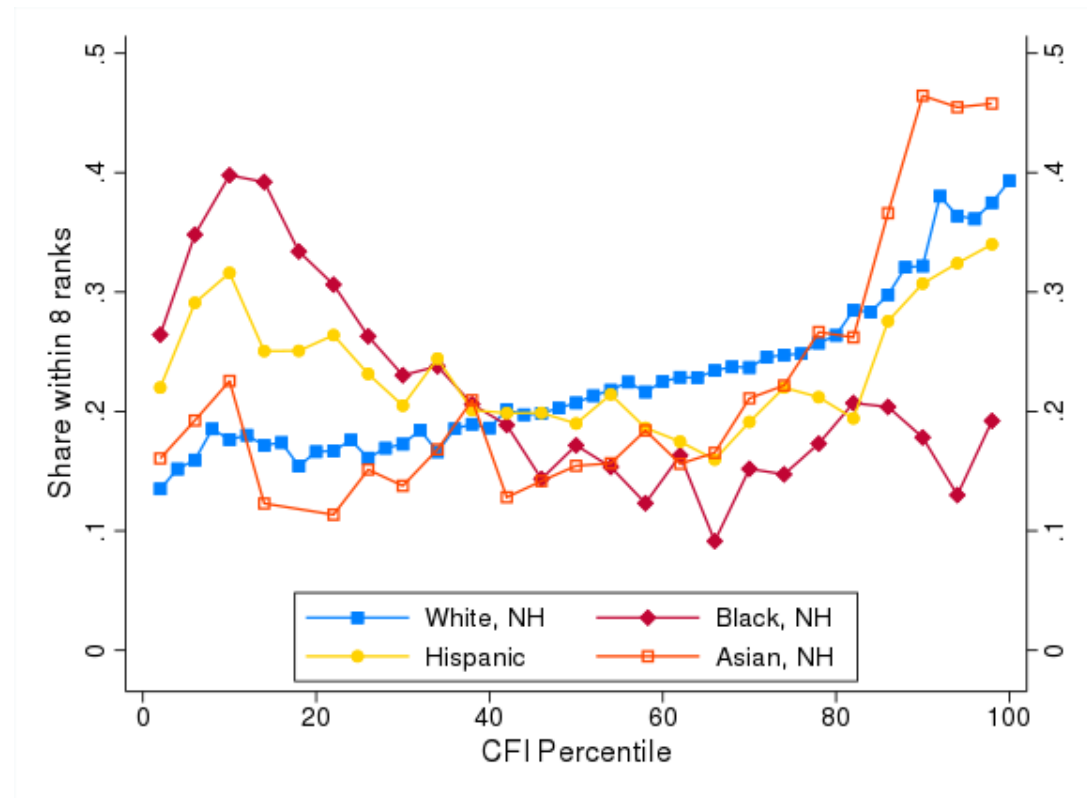 .5 .5
.4 .4
.3 .3
.2 .2
.1 .1
0 0
Share within 8 ranks
White, NH Black, NH
Hispanic Asian, NH
0 20 40 60 80 100
CFI Percentile